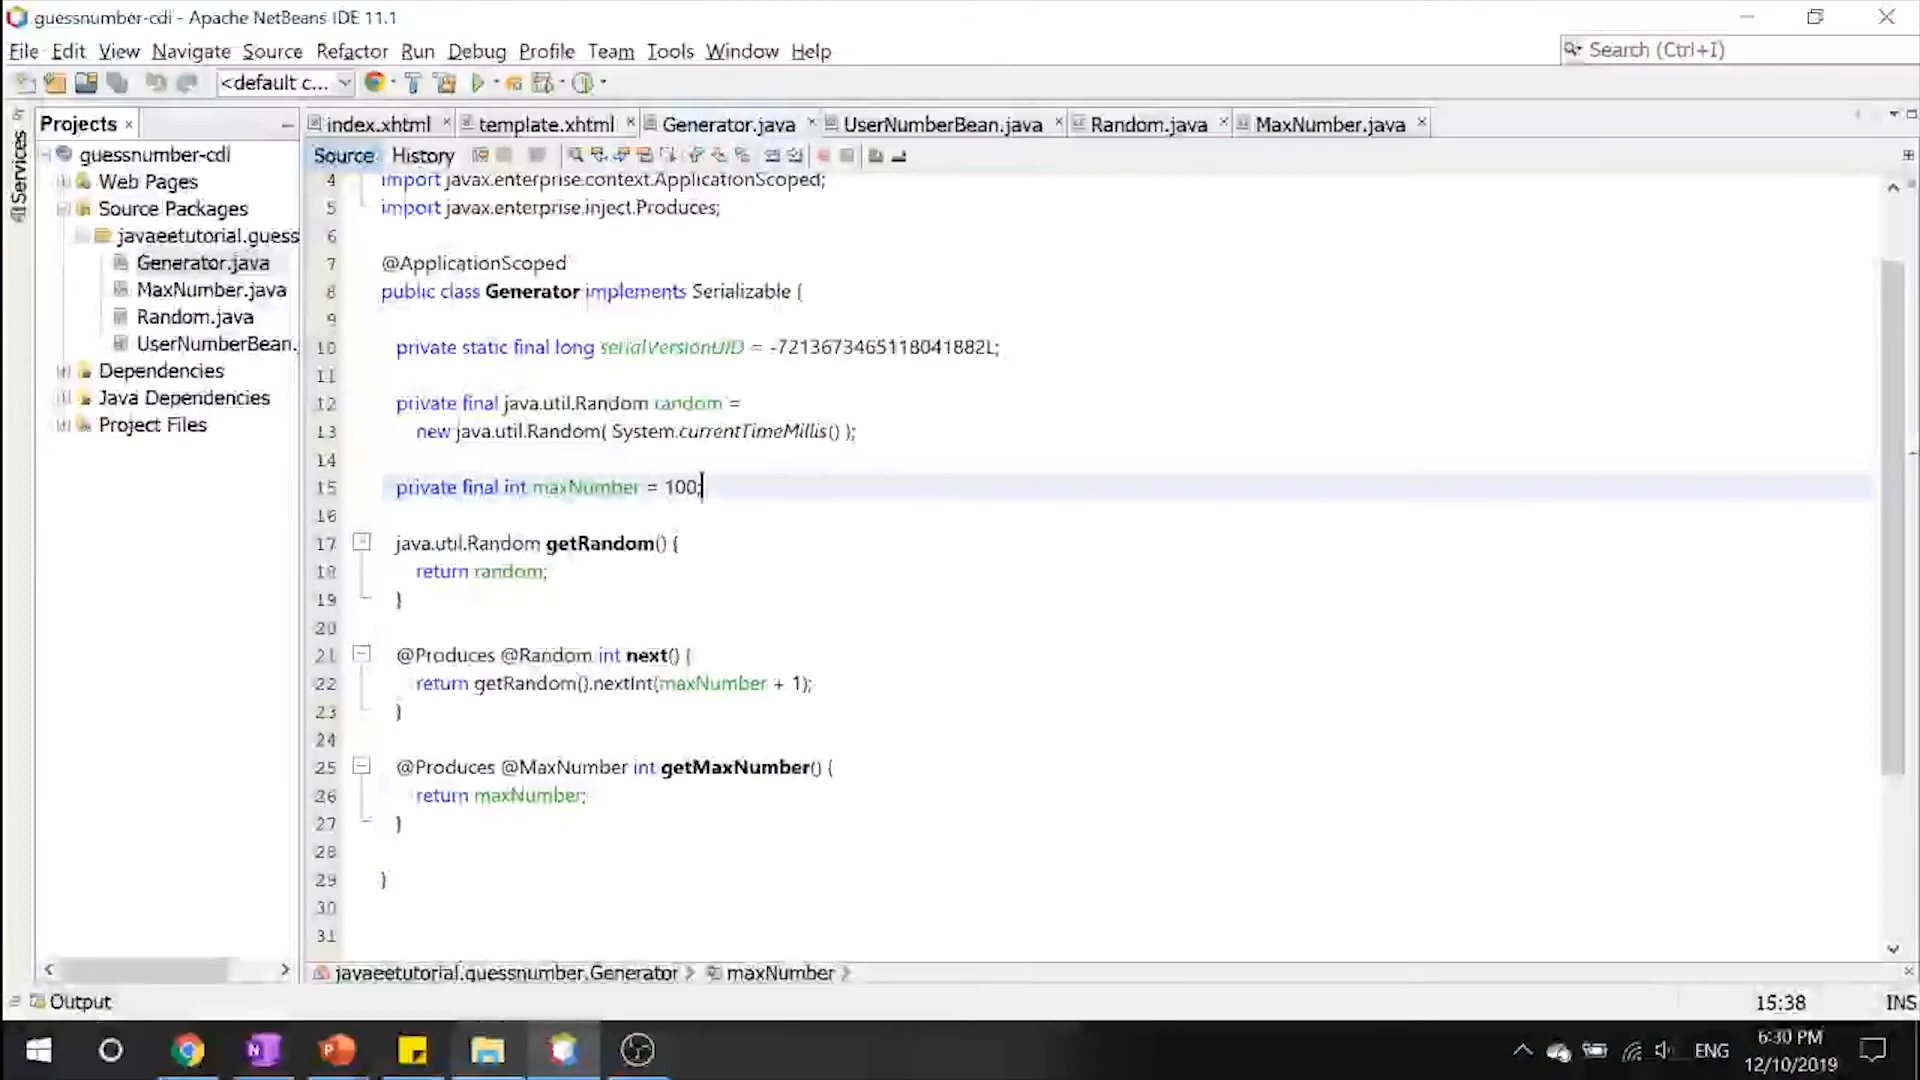 guessnumber-cdi - Apache NetBeans IDE 11.1
File Edit View Navigate Source Refactor Run Debug Profile Team Tools Window Help
Search (Ctrl+I)
<default c...
Services
Projects
guessnumber-cdi
Web Pages
Source Packages
javaeetutorial.guess
Generator.java
MaxNumber.java
Random.java
UserNumberBean.
Dependencies
Java Dependencies
Project Files
index.xhtml template.xhtml Generator.java UserNumberBean.java Random.java MaxNumber.java
Source History
4 import javax.enterprise.context.ApplicationScoped;
5 import javax.enterprise.inject.Produces;
6
7 @ApplicationScoped
8 public class Generator implements Serializable {
9
10 private static final long serialVersionUID = -7213673465118041882L;
11
12 private final java.util.Random random =
13 new java.util.Random( System.currentTimeMillis() );
14
15 private final int maxNumber = 100;
16
17 java.util.Random getRandom() {
18 return random;
19 }
20
21 @Produces @Random int next() {
22 return getRandom().nextInt(maxNumber + 1);
23 }
24
25 @Produces @MaxNumber int getMaxNumber() {
26 return maxNumber;
27 }
28
29 }
30
31
javaeetutorial.guessnumber.Generator maxNumber
Output
15:38 INS
ENG
6:30 PM
12/10/2019